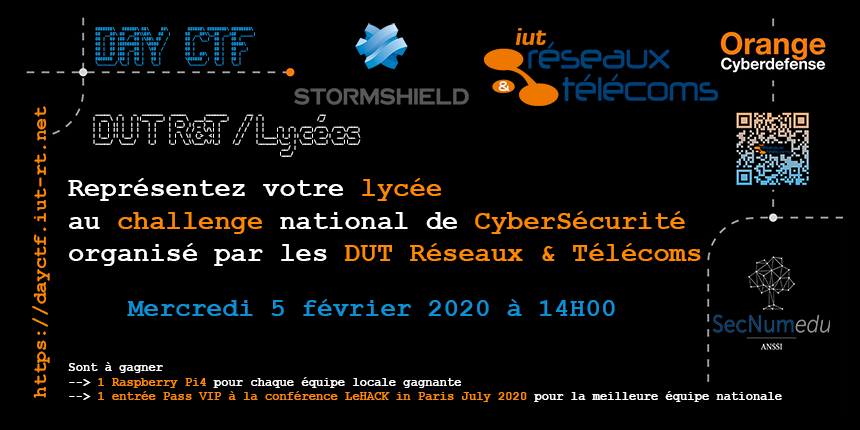 DAY CTF
STORMSHIELD
iut
réseaux
& télécoms
Orange
Cyberdefense
DUT R&T / Lycées
https://dayctf.iut-rt.net
Représentez votre lycée
au challenge national de CyberSécurité
organisé par les DUT Réseaux & Télécoms
Mercredi 5 février 2020 à 14H00
SecNumedu
ANSSI
Sont à gagner
--> 1 Raspberry Pi4 pour chaque équipe locale gagnante
--> 1 entrée Pass VIP à la conférence LeHACK in Paris July 2020 pour la meilleure équipe nationale